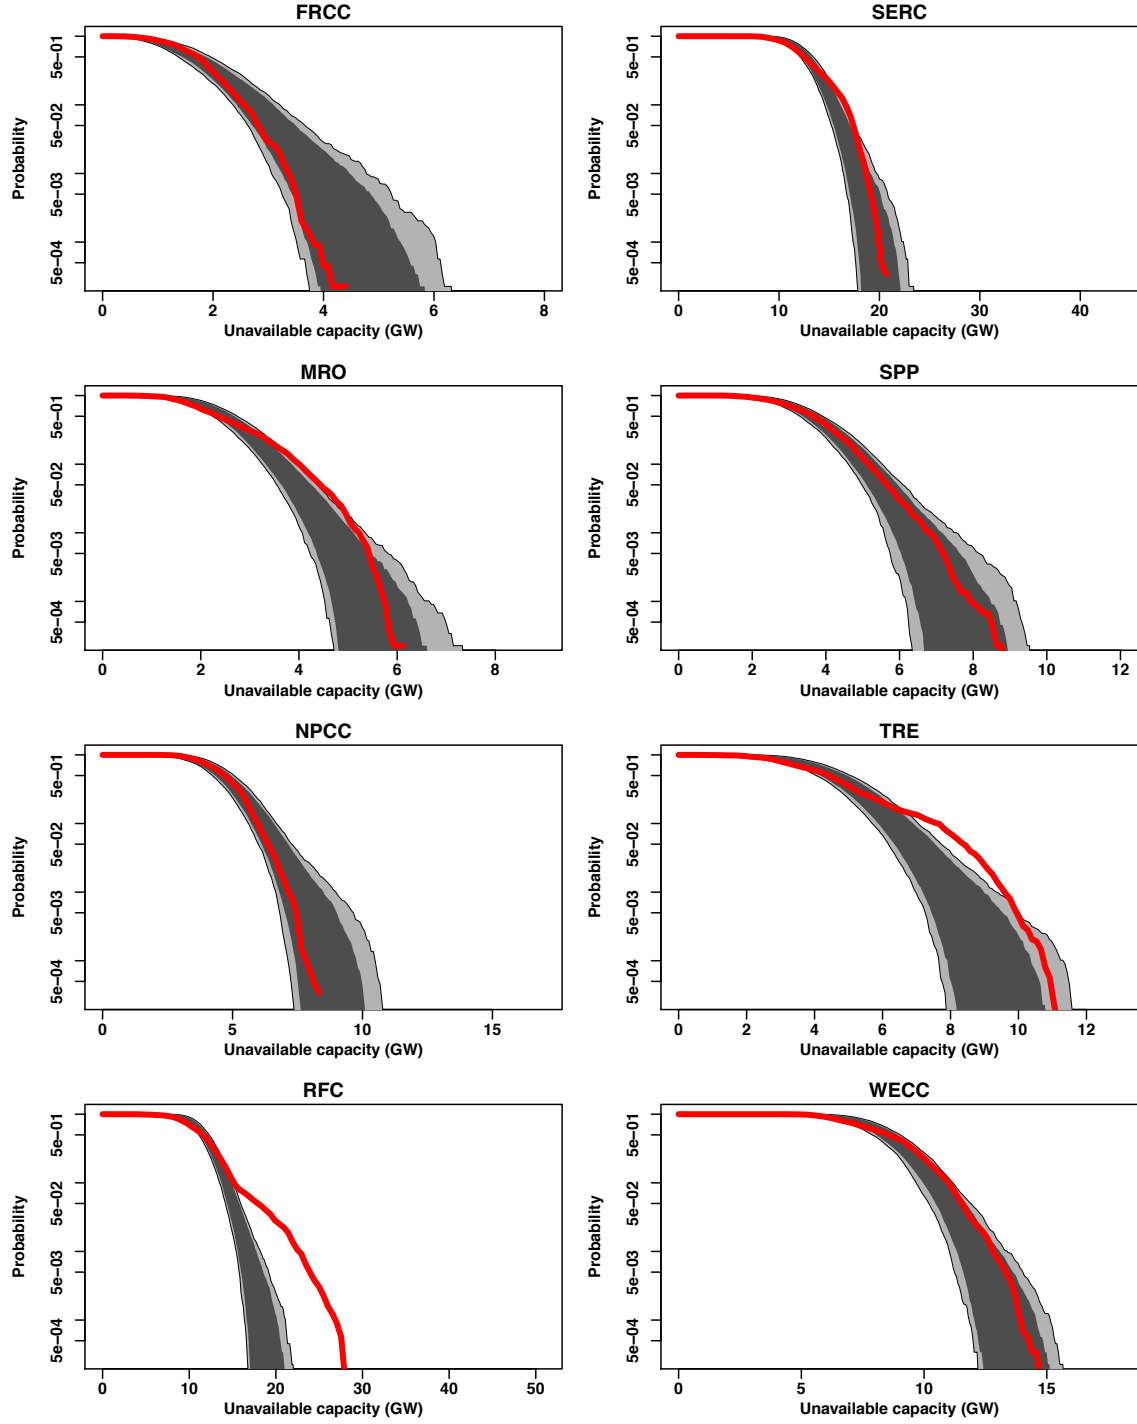 FRCC
Probability
5e−01
5e−02
5e−03
5e−04
0 2 4 6 8
Unavailable capacity (GW)
SERC
Probability
5e−01
5e−02
5e−03
5e−04
0 10 20 30 40
Unavailable capacity (GW)
MRO
Probability
5e−01
5e−02
5e−03
5e−04
0 2 4 6 8
Unavailable capacity (GW)
SPP
Probability
5e−01
5e−02
5e−03
5e−04
0 2 4 6 8 10 12
Unavailable capacity (GW)
NPCC
Probability
5e−01
5e−02
5e−03
5e−04
0 5 10 15
Unavailable capacity (GW)
TRE
Probability
5e−01
5e−02
5e−03
5e−04
0 2 4 6 8 10 12
Unavailable capacity (GW)
RFC
Probability
5e−01
5e−02
5e−03
5e−04
0 10 20 30 40 50
Unavailable capacity (GW)
WECC
Probability
5e−01
5e−02
5e−03
5e−04
0 5 10 15
Unavailable capacity (GW)